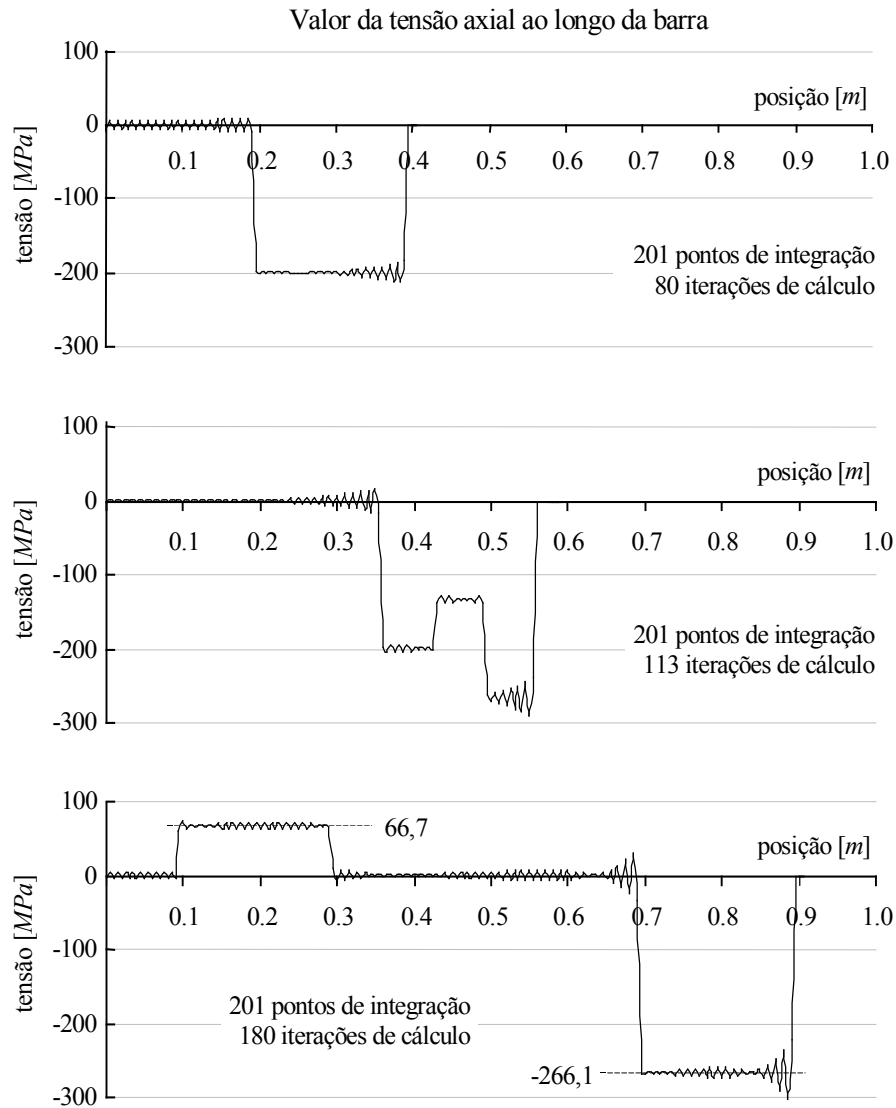 Valor da tensão axial ao longo da barra
100
0
-100
-200
-300
tensão [MPa]
posição [m]
0.1 0.2 0.3 0.4 0.5 0.6 0.7 0.8 0.9 1.0
201 pontos de integração
80 iterações de cálculo
100
0
-100
-200
-300
tensão [MPa]
posição [m]
0.1 0.2 0.3 0.4 0.5 0.6 0.7 0.8 0.9 1.0
201 pontos de integração
113 iterações de cálculo
100
0
-100
-200
-300
tensão [MPa]
66,7
posição [m]
0.1 0.2 0.3 0.4 0.5 0.6 0.7 0.8 0.9 1.0
201 pontos de integração
180 iterações de cálculo
-266,1